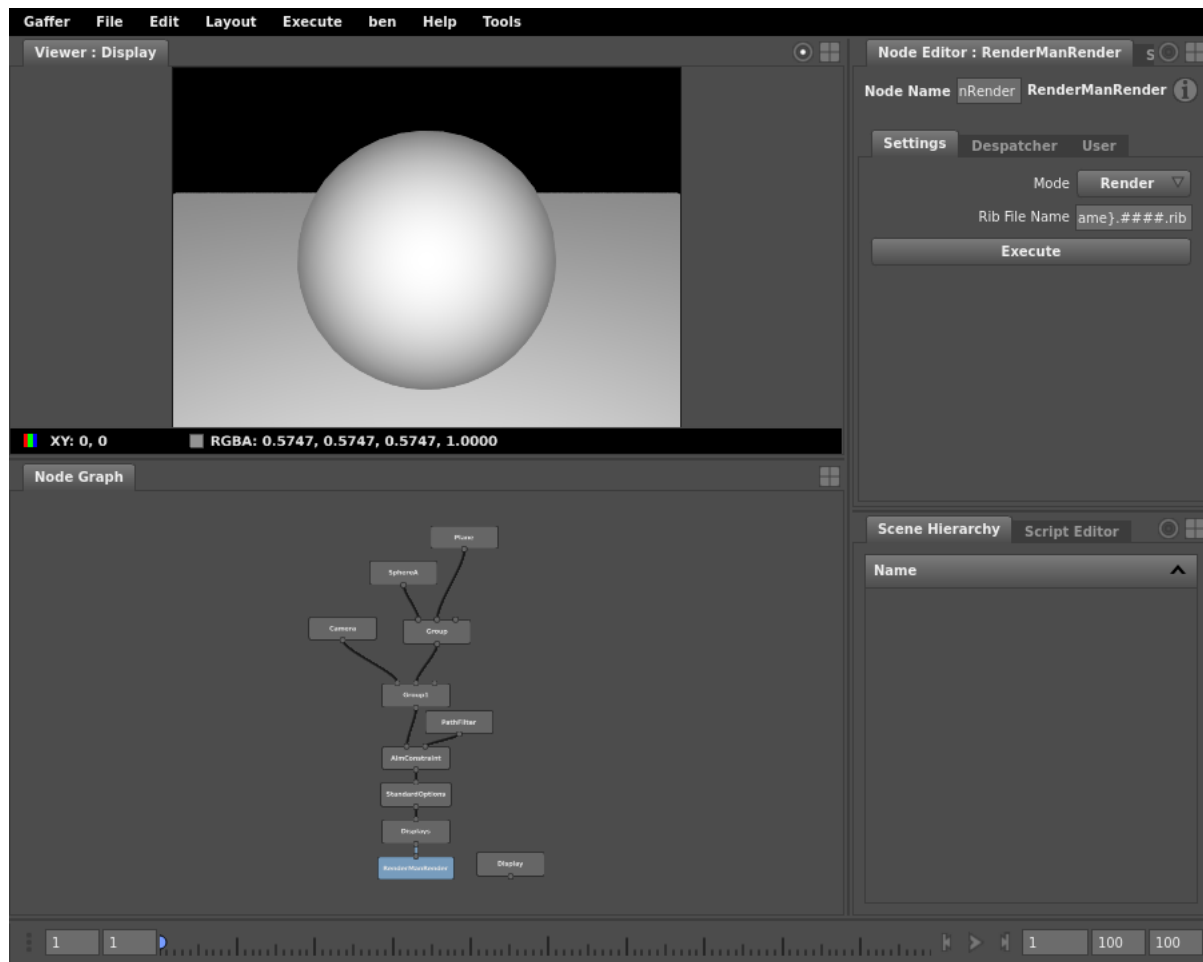 Gaffer File Edit Layout Execute ben Help Tools
Viewer : Display
XY: 0, 0 RGBA: 0.5747, 0.5747, 0.5747, 1.0000
Node Graph
Plane
SphereA
Camera
Group
Group1
PathFilter
AimConstraint
StandardOptions
Displays
RenderManRender
Display
Node Editor : RenderManRender S
Node Name nRender RenderManRender
Settings Despatcher User
Mode Render
Rib File Name ame}.####.rib
Execute
Scene Hierarchy Script Editor
Name
1 1 1 100 100